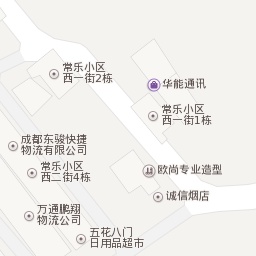 常乐小区
西一街2栋
华能通讯
常乐小区
西一街1栋
成都东骏快捷
物流有限公司
常乐小区
西二街4栋
欧尚专业造型
诚信烟店
万通鹏翔
物流公司
五花八门
日用品超市